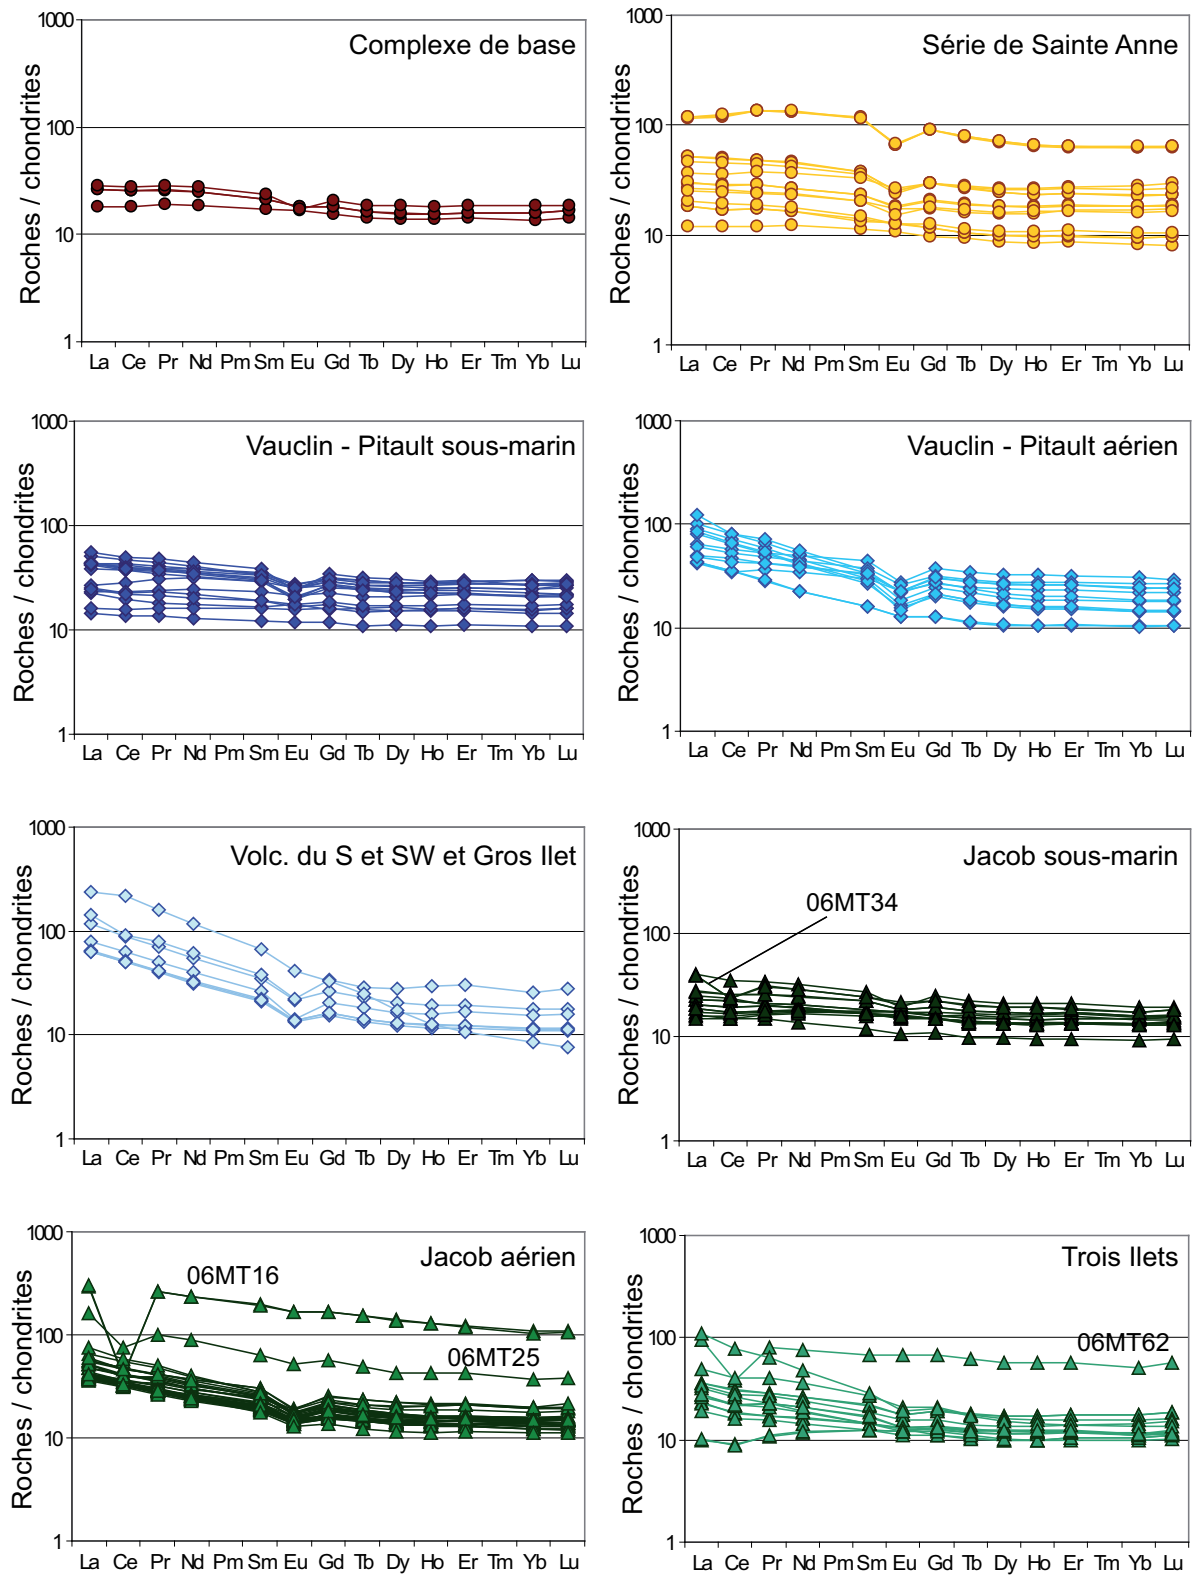 Complexe de base
Roches / chondrites
1000
100
10
1
La Ce Pr Nd Pm Sm Eu Gd Tb Dy Ho Er Tm Yb Lu
Série de Sainte Anne
Roches / chondrites
1000
100
10
1
La Ce Pr Nd Pm Sm Eu Gd Tb Dy Ho Er Tm Yb Lu
Vauclin - Pitault sous-marin
Roches / chondrites
1000
100
10
1
La Ce Pr Nd Pm Sm Eu Gd Tb Dy Ho Er Tm Yb Lu
Vauclin - Pitault aérien
Roches / chondrites
1000
100
10
1
La Ce Pr Nd Pm Sm Eu Gd Tb Dy Ho Er Tm Yb Lu
Volc. du S et SW et Gros Ilet
Roches / chondrites
1000
100
10
1
La Ce Pr Nd Pm Sm Eu Gd Tb Dy Ho Er Tm Yb Lu
Jacob sous-marin
06MT34
Roches / chondrites
1000
100
10
1
La Ce Pr Nd Pm Sm Eu Gd Tb Dy Ho Er Tm Yb Lu
Jacob aérien
06MT16
06MT25
Roches / chondrites
1000
100
10
1
La Ce Pr Nd Pm Sm Eu Gd Tb Dy Ho Er Tm Yb Lu
Trois Ilets
06MT62
Roches / chondrites
1000
100
10
1
La Ce Pr Nd Pm Sm Eu Gd Tb Dy Ho Er Tm Yb Lu